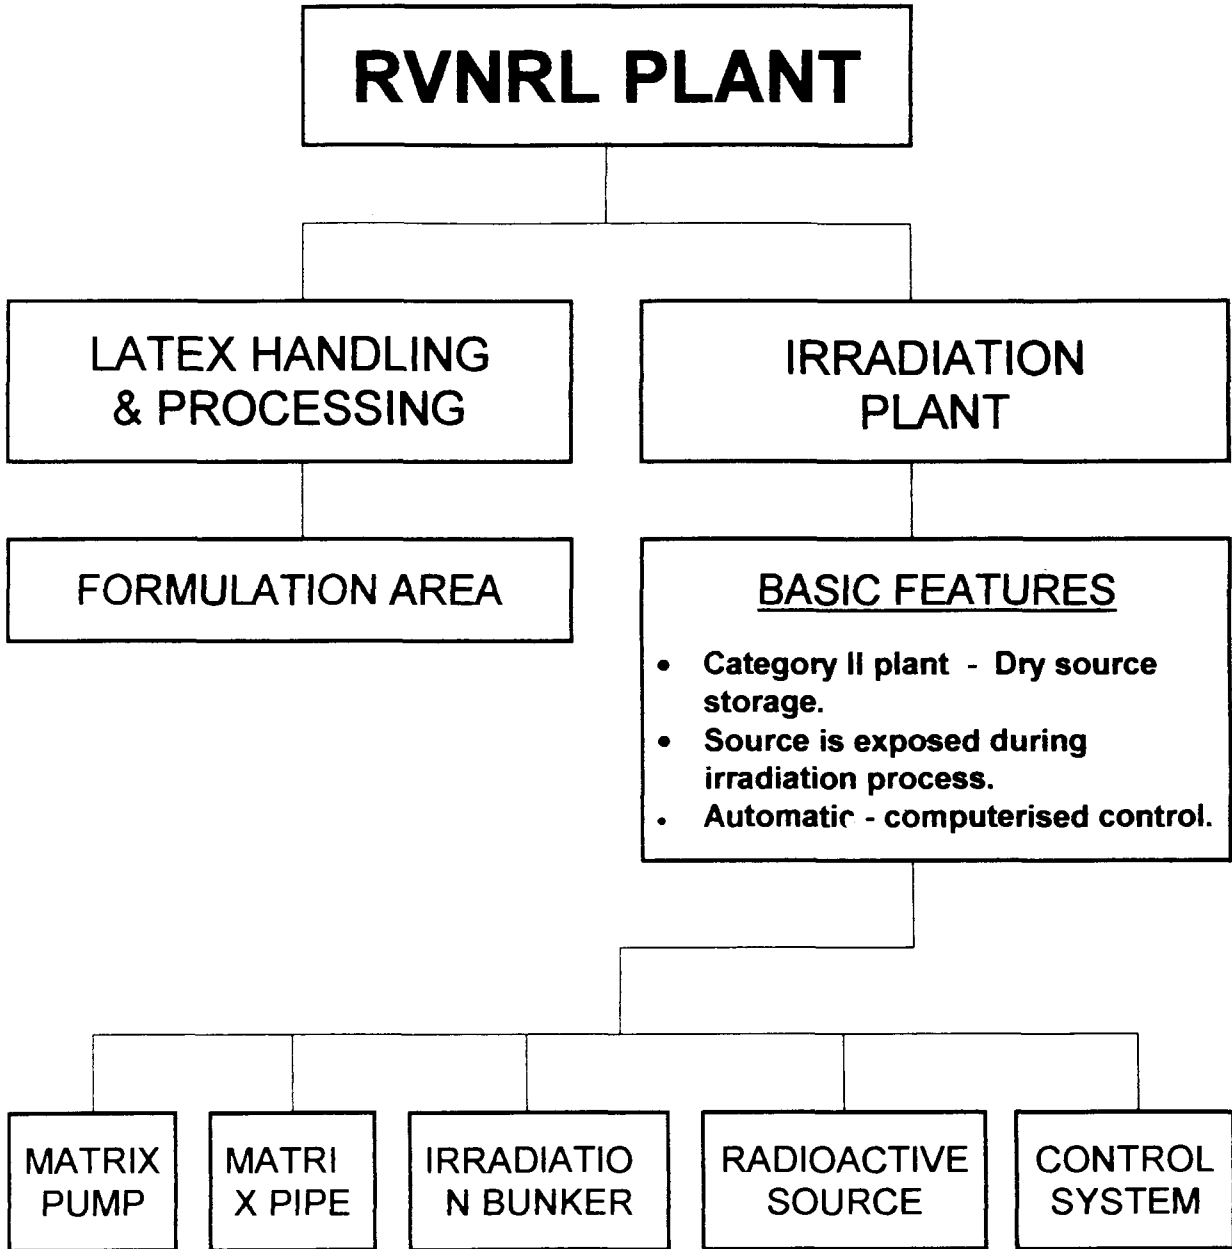 RVNRL PLANT
LATEX HANDLING
& PROCESSING
IRRADIATION
PLANT
FORMULATION AREA
BASIC FEATURES
• Category II plant - Dry source
storage.
• Source is exposed during
irradiation process.
• Automatic - computerised control.
MATRIX
PUMP
MATRI
X PIPE
IRRADIATIO
N BUNKER
RADIOACTIVE
SOURCE
CONTROL
SYSTEM